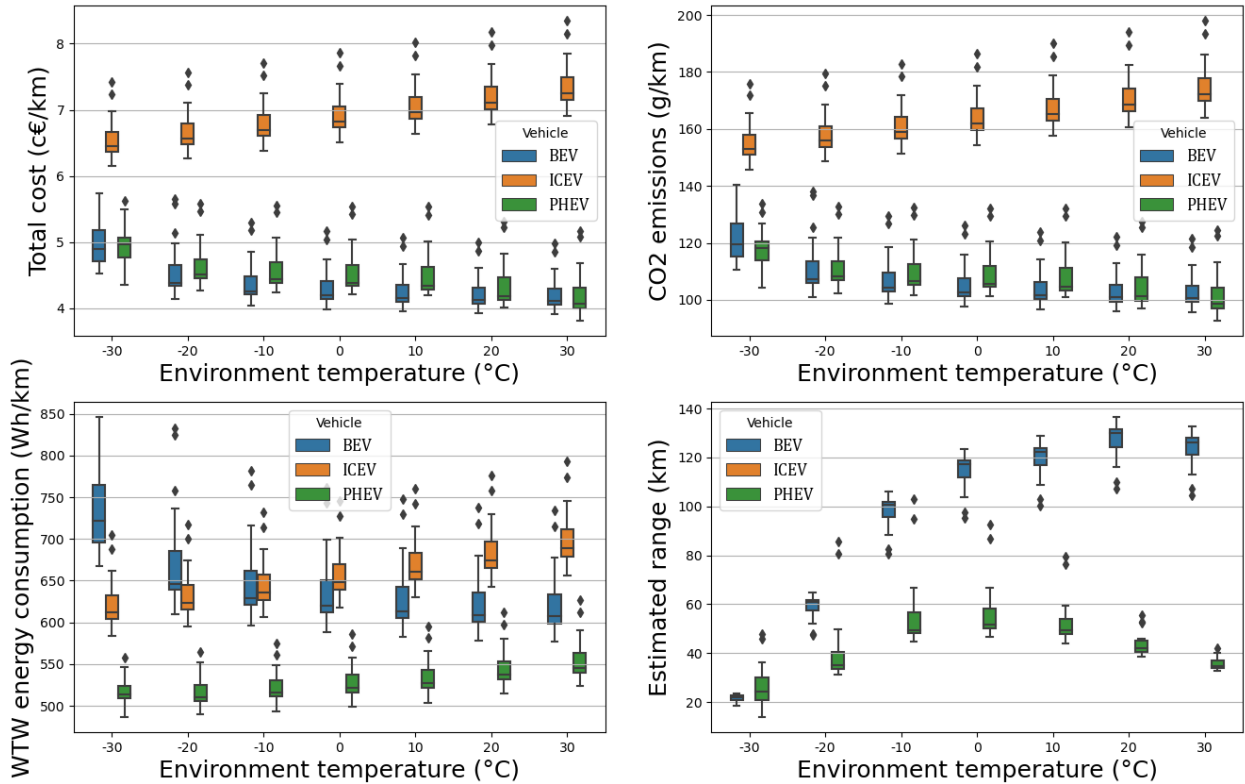 8
7
6
5
4
Total cost (c€/km)
Vehicle
BEV
ICEV
PHEV
-30 -20 -10 0 10 20 30
Environment temperature (°C)
200
180
160
140
120
100
CO2 emissions (g/km)
Vehicle
BEV
ICEV
PHEV
-30 -20 -10 0 10 20 30
Environment temperature (°C)
850
800
750
700
650
600
550
500
WTW energy consumption (Wh/km)
Vehicle
BEV
ICEV
PHEV
-30 -20 -10 0 10 20 30
Environment temperature (°C)
140
120
100
80
60
40
20
Estimated range (km)
Vehicle
BEV
ICEV
PHEV
-30 -20 -10 0 10 20 30
Environment temperature (°C)